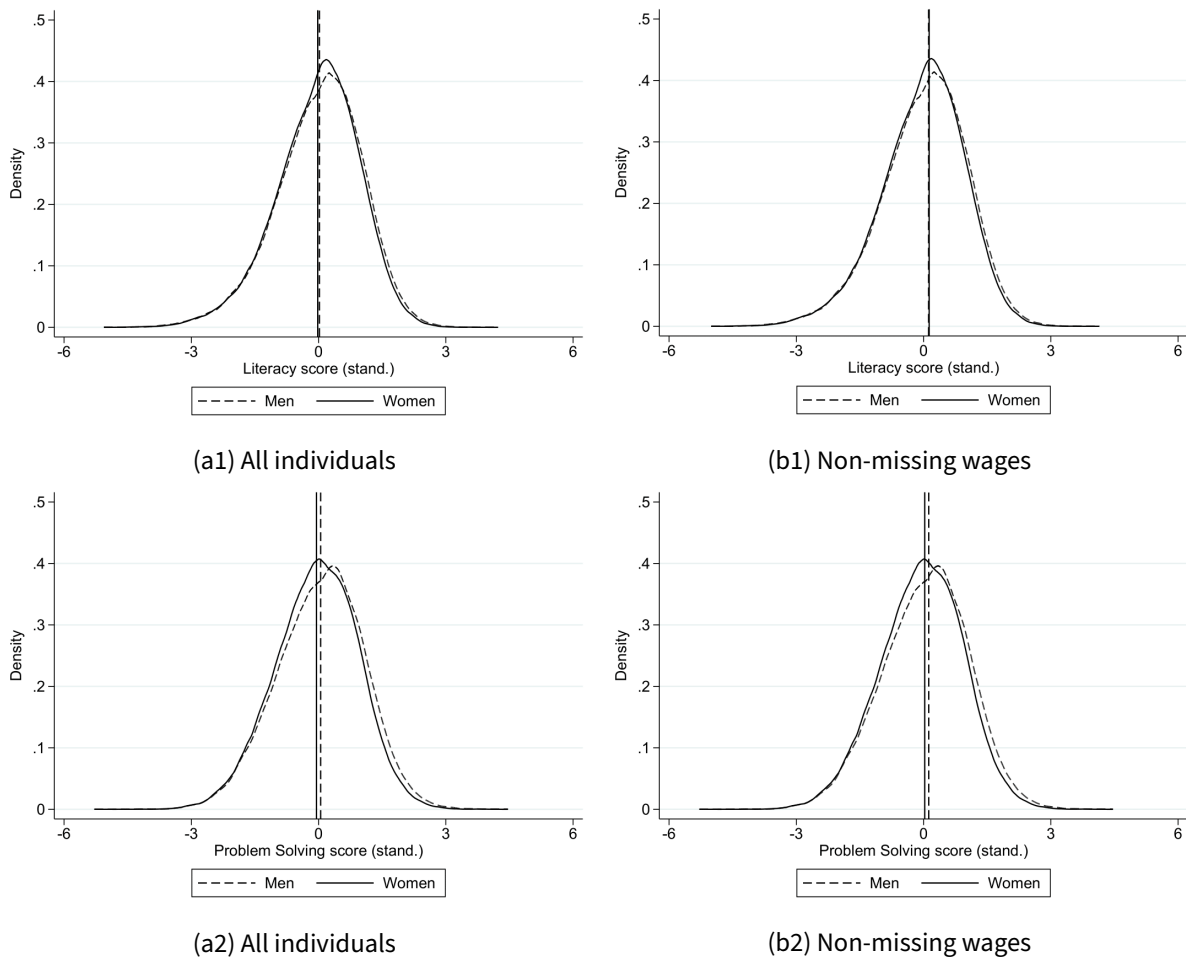 .5
.4
.3
.2
.1
0
Density
-6 -3 0 3 6
Literacy score (stand.)
Men Women
(a1) All individuals
.5
.4
.3
.2
.1
0
Density
-6 -3 0 3 6
Literacy score (stand.)
Men Women
(b1) Non-missing wages
.5
.4
.3
.2
.1
0
Density
-6 -3 0 3 6
Problem Solving score (stand.)
Men Women
(a2) All individuals
.5
.4
.3
.2
.1
0
Density
-6 -3 0 3 6
Problem Solving score (stand.)
Men Women
(b2) Non-missing wages